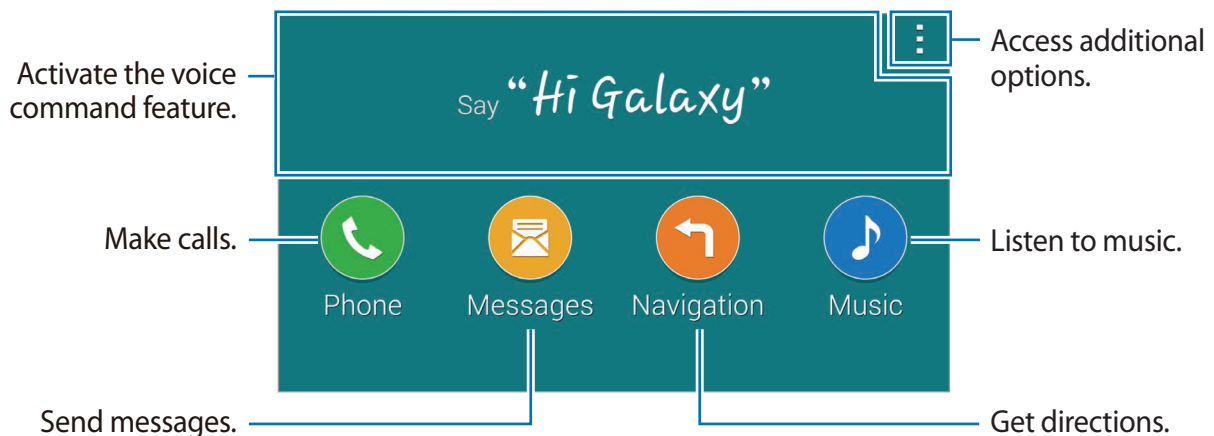 Activate the voice
command feature.
Say “Hi Galaxy”
Access additional
options.
Make calls.
Listen to music.
Phone
Messages
Navigation
Music
Send messages.
Get directions.